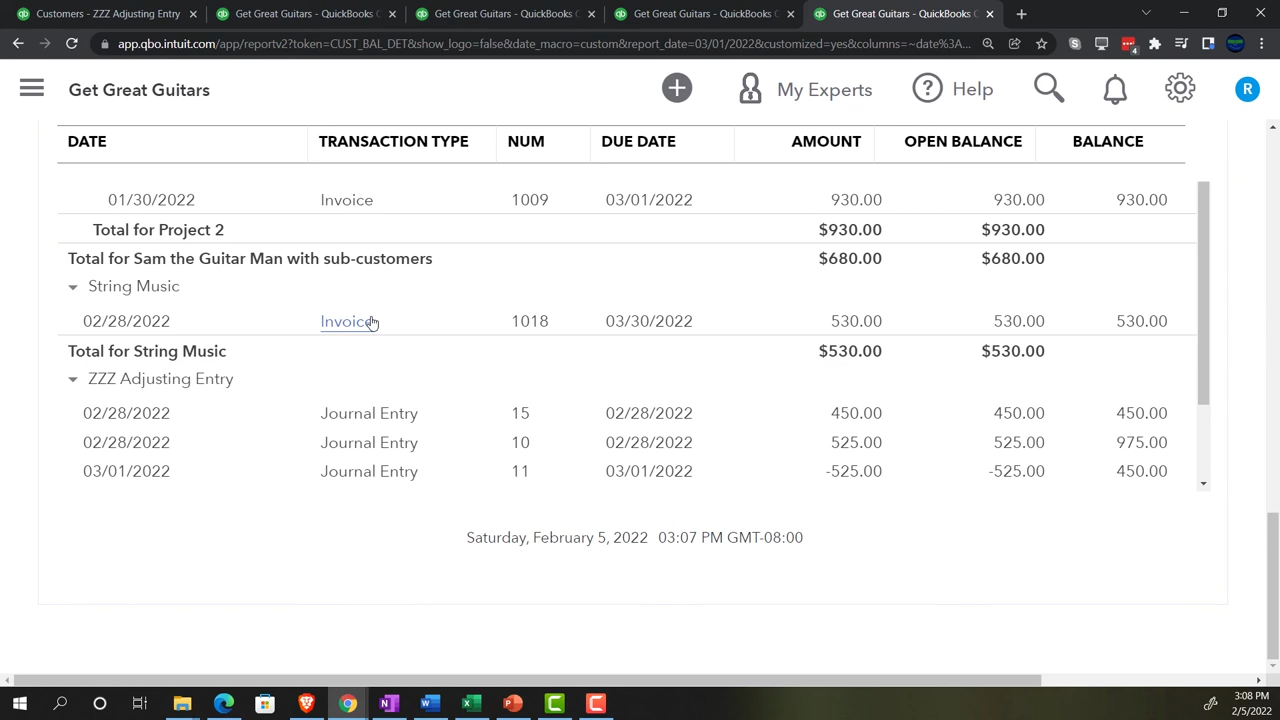 Customers - ZZZ Adjusting Entry
Get Great Guitars - QuickBooks C
Get Great Guitars - QuickBooks C
Get Great Guitars - QuickBooks C
Get Great Guitars - QuickBooks C
app.qbo.intuit.com/app/reportv2?token=CUST_BAL_DET&show_logo=false&date_macro=custom&report_date=03/01/2022&customized=yes&columns=~date%3A...
4
Get Great Guitars
My Experts
Help
R
DATE TRANSACTION TYPE NUM DUE DATE AMOUNT OPEN BALANCE BALANCE
01/30/2022 Invoice 1009 03/01/2022 930.00 930.00 930.00
Total for Project 2 $930.00 $930.00
Total for Sam the Guitar Man with sub-customers $680.00 $680.00
String Music
02/28/2022 Invoice 1018 03/30/2022 530.00 530.00 530.00
Total for String Music $530.00 $530.00
ZZZ Adjusting Entry
02/28/2022 Journal Entry 15 02/28/2022 450.00 450.00 450.00
02/28/2022 Journal Entry 10 02/28/2022 525.00 525.00 975.00
03/01/2022 Journal Entry 11 03/01/2022 -525.00 -525.00 450.00
Saturday, February 5, 2022 03:07 PM GMT-08:00
3:08 PM
2/5/2022